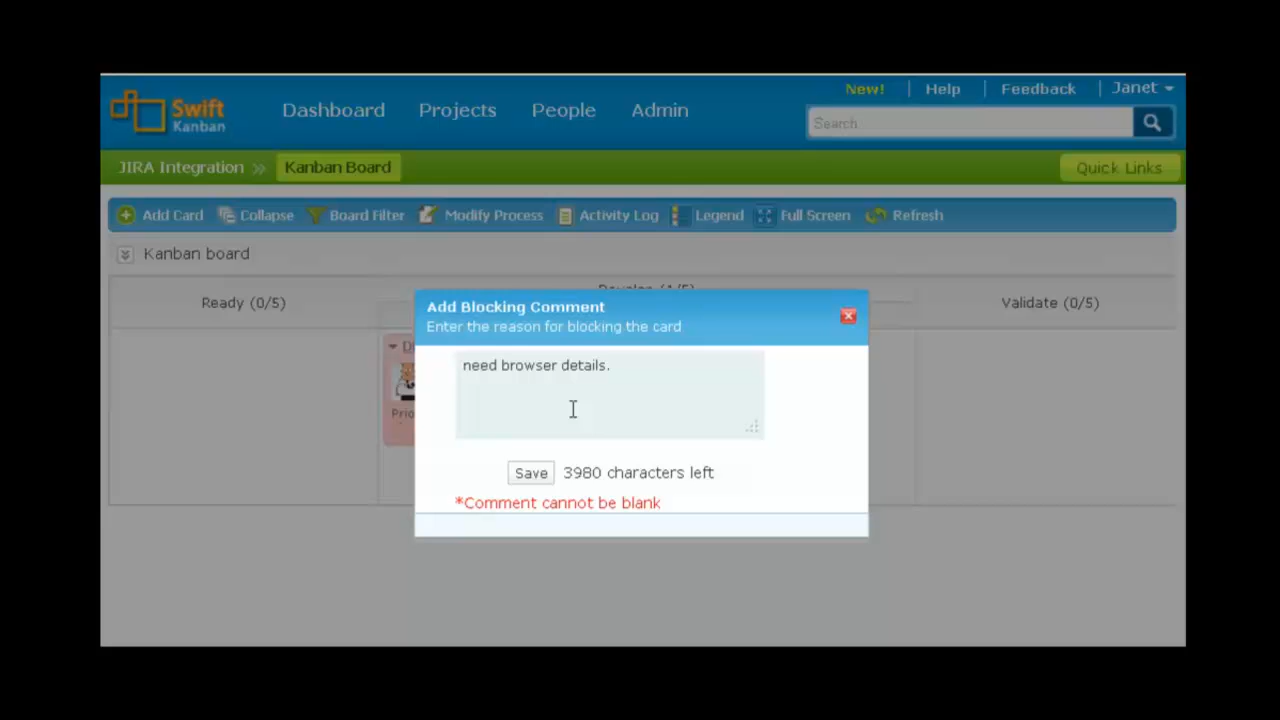 New! Help Feedback Janet
Swift
Kanban
Dashboard Projects People Admin
Search
JIRA Integration » Kanban Board Quick Links
Add Card Collapse Board Filter Modify Process Activity Log Legend Full Screen Refresh
Kanban board
Ready (0/5) Validate (0/5)
Add Blocking Comment
Enter the reason for blocking the card
need browser details.
Save 3980 characters left
*Comment cannot be blank